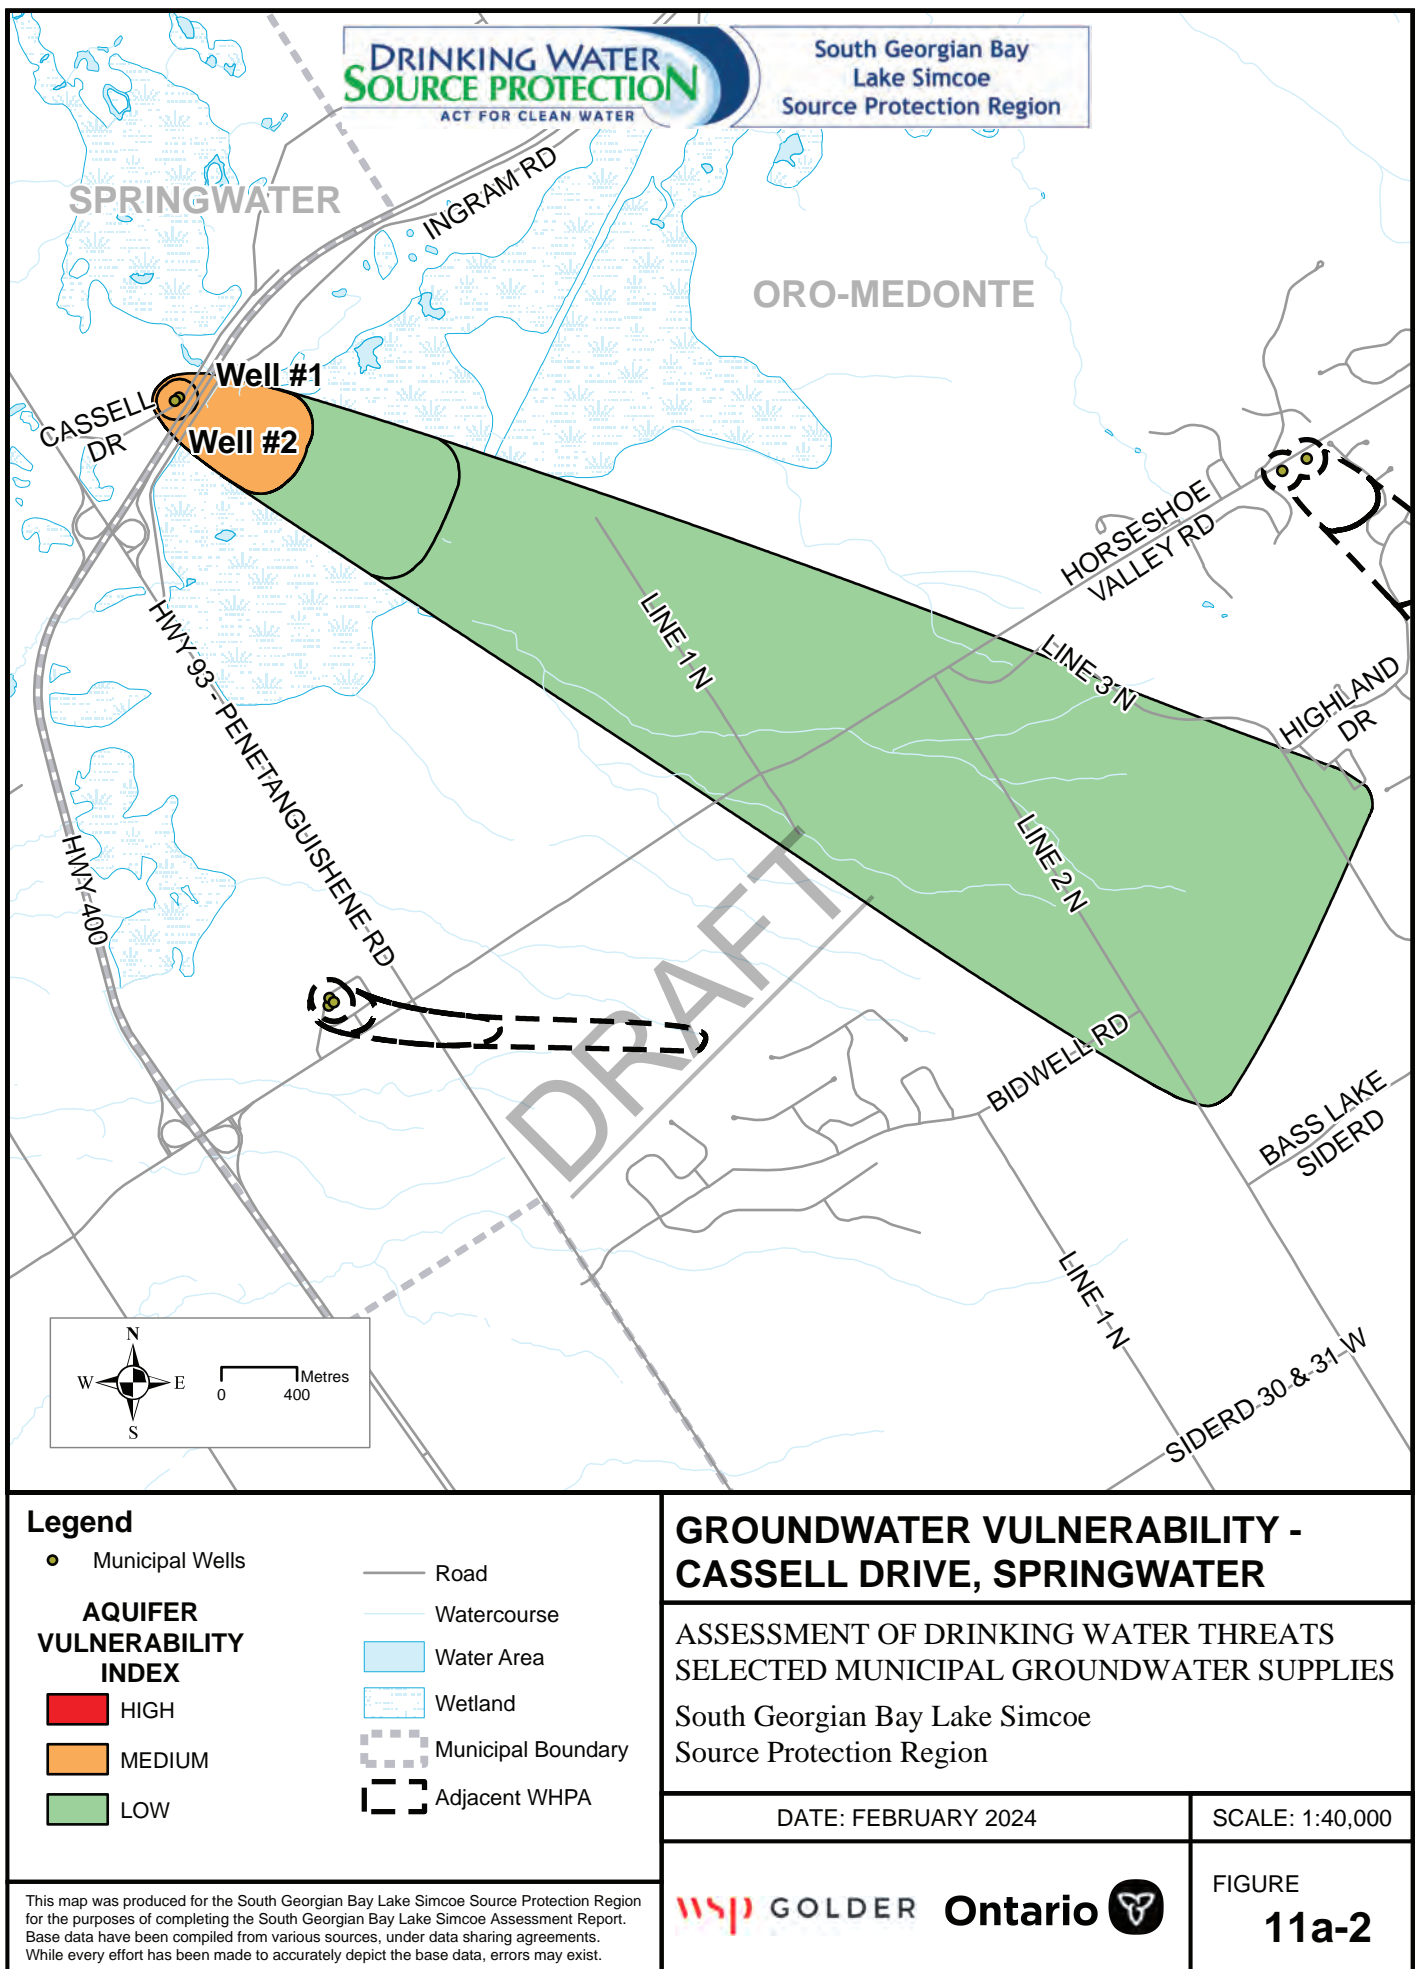 DRINKING WATER
SOURCE PROTECTION
ACT FOR CLEAN WATER
South Georgian Bay
Lake Simcoe
Source Protection Region
SPRINGWATER
INGRAM RD
ORO-MEDONTE
Well #1
CASSELL
DR
Well #2
HORSESHOE
VALLEY RD
LINE 1 N
LINE 3 N
HIGHLAND
DR
HWY 93 - PENETANGUISHENE RD
HWY 400
LINE 2 N
DRAFT
BIDWELL RD
BASS LAKE
SIDERD
LINE 1 N
SIDERD 30 & 31 W
N
W
E
S
0
400
Metres
Legend
Municipal Wells
AQUIFER
VULNERABILITY
INDEX
HIGH
MEDIUM
LOW
Road
Watercourse
Water Area
Wetland
Municipal Boundary
Adjacent WHPA
This map was produced for the South Georgian Bay Lake Simcoe Source Protection Region
for the purposes of completing the South Georgian Bay Lake Simcoe Assessment Report.
Base data have been compiled from various sources, under data sharing agreements.
While every effort has been made to accurately depict the base data, errors may exist.
GROUNDWATER VULNERABILITY -
CASSELL DRIVE, SPRINGWATER
ASSESSMENT OF DRINKING WATER THREATS
SELECTED MUNICIPAL GROUNDWATER SUPPLIES
South Georgian Bay Lake Simcoe
Source Protection Region
DATE: FEBRUARY 2024
SCALE: 1:40,000
wsp GOLDER
Ontario
FIGURE
11a-2